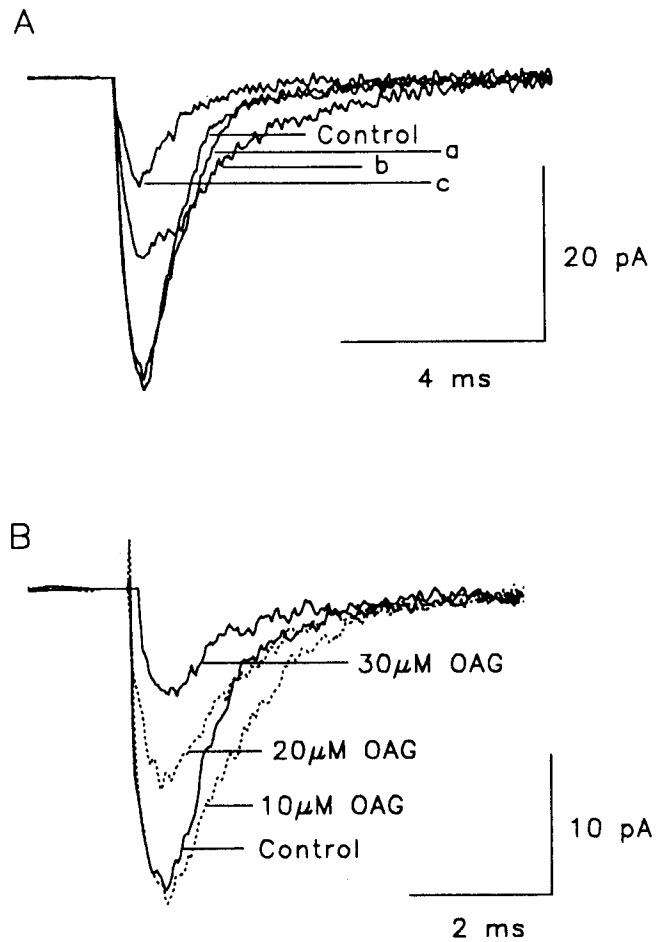 A
Control
a
b
c
20 pA
4 ms
B
30μM OAG
20μM OAG
10μM OAG
Control
10 pA
2 ms